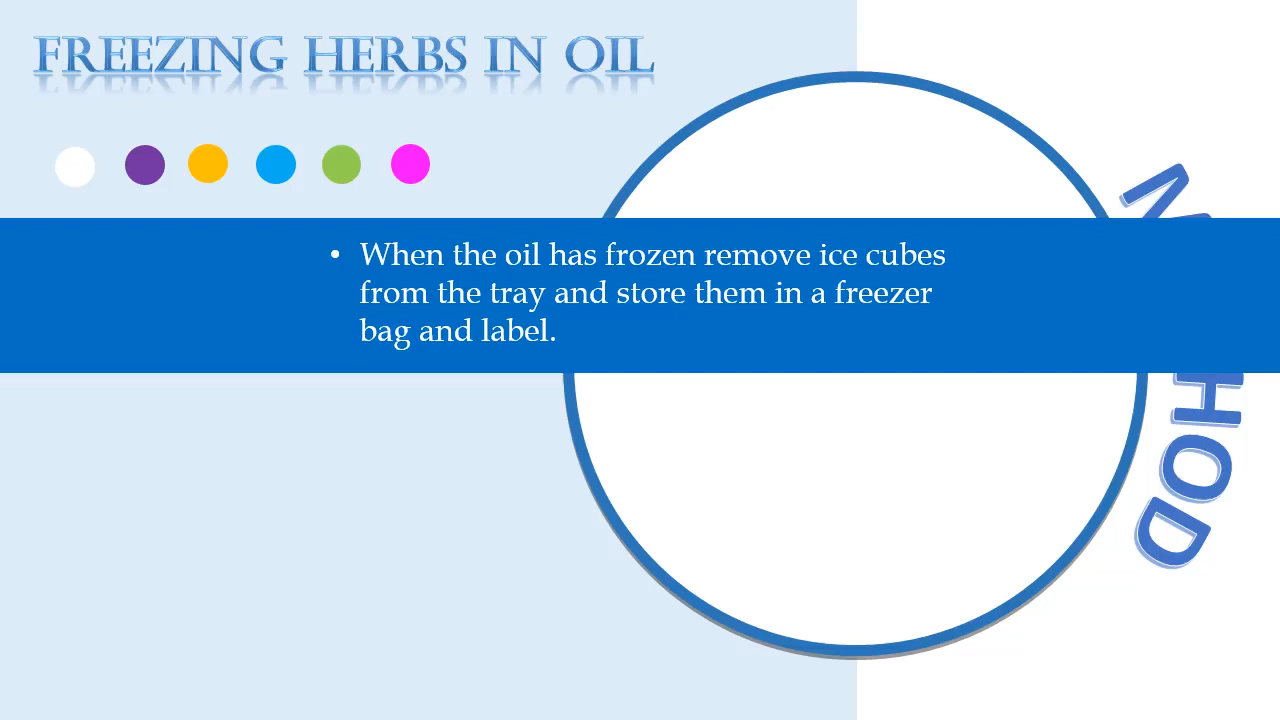 FREEZING HERBS IN OIL
• When the oil has frozen remove ice cubes
from the tray and store them in a freezer
bag and label.
HOD